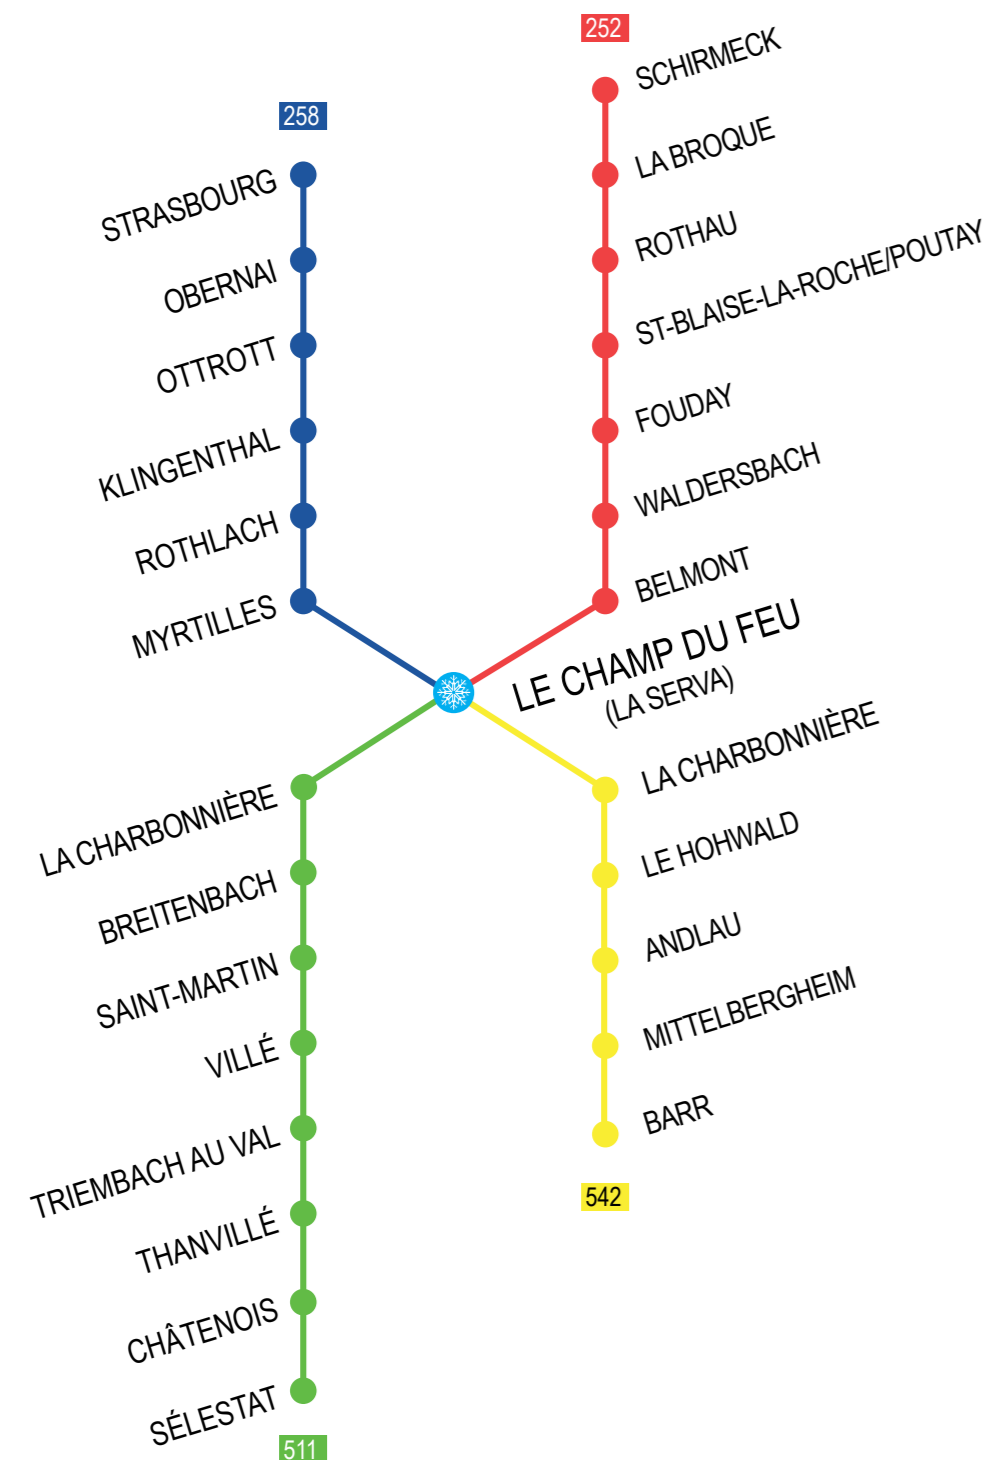 258
STRASBOURG
OBERNAI
OTTROTT
KLINGENTHAL
ROTHLACH
MYRTILLES
252
SCHIRMECK
LA BROQUE
ROTHAU
ST-BLAISE-LA-ROCHE/POUTAY
FOUDAY
WALDERSBACH
BELMONT
LE CHAMP DU FEU
(LA SERVA)
LA CHARBONNIÈRE
BREITENBACH
SAINT-MARTIN
VILLÉ
TRIEMBACH AU VAL
THANVILLÉ
CHÂTENOIS
SÉLESTAT
511
LA CHARBONNIÈRE
LE HOHWALD
ANDLAU
MITTELBERGHEIM
BARR
542